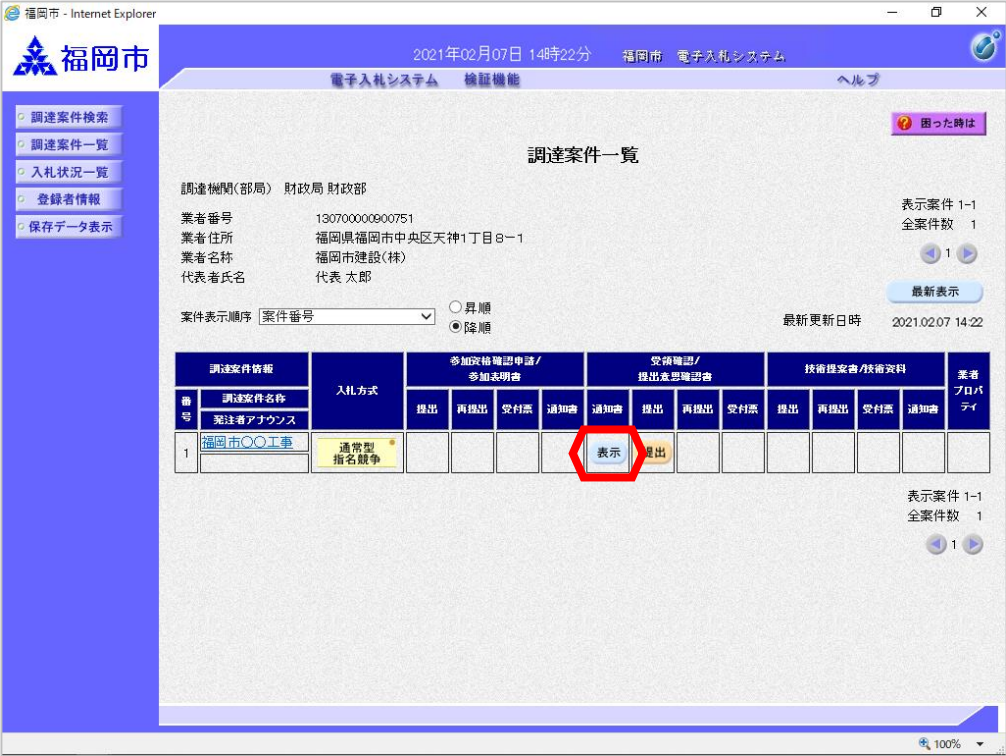 福岡市 - Internet Explorer
福岡市
2021年02月07日 14時22分 福岡市 電子入札システム
電子入札システム 検証機能 ヘルプ
調達案件検索
調達案件一覧
入札状況一覧
登録者情報
保存データ表示
困った時は
調達案件一覧
調達機関(部局) 財政局 財政部
業者番号 130700000900751
業者住所 福岡県福岡市中央区天神1丁目8ー1
業者名称 福岡市建設(株)
代表者氏名 代表 太郎
表示案件 1-1
全案件数 1
1
最新表示
案件表示順序 案件番号
昇順
降順
最新更新日時 2021.02.07 14:22
調達案件情報 入札方式 参加資格確認申請/
参加表明書 受領確認/
提出意思確認書 技術提案書/技術資料 業者
プロパ
ティ
番
号 調達案件名称
発注者アナウンス
提出 再提出 受付票 通知書 通知書 提出 再提出 受付票 提出 再提出 受付票 通知書
1 福岡市〇〇工事 通常型
指名競争 表示 提出
表示案件 1-1
全案件数 1
1
100%